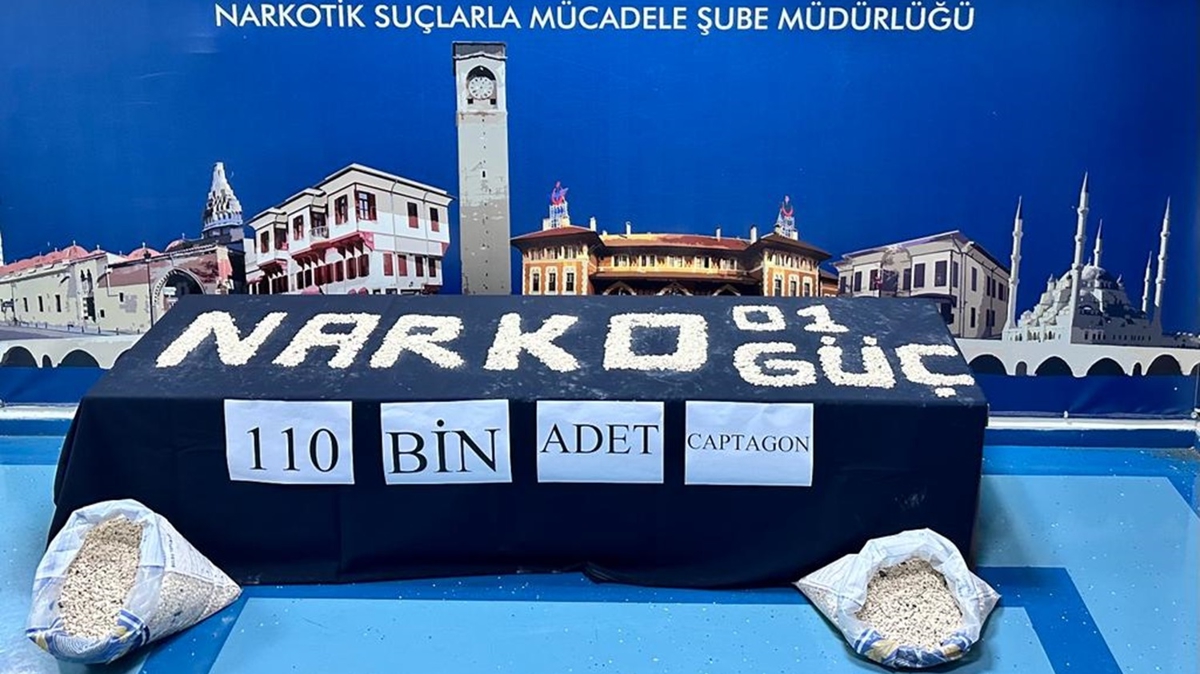 NARKOTİK SUÇLARLA MÜCADELE ŞUBE MÜDÜRLÜĞÜ
NARKO 01
GÜÇ
110 BİN ADET CAPTAGON